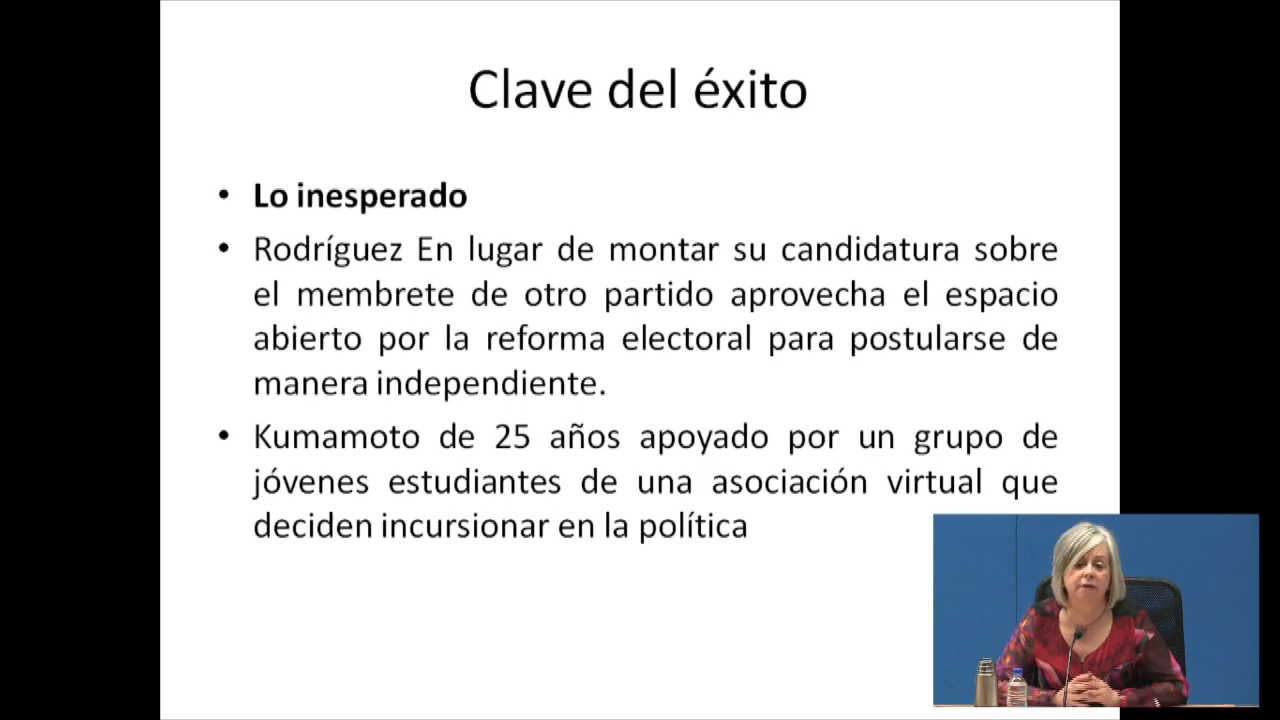 Clave del éxito
• Lo inesperado
• Rodríguez En lugar de montar su candidatura sobre
el membrete de otro partido aprovecha el espacio
abierto por la reforma electoral para postularse de
manera independiente.
• Kumamoto de 25 años apoyado por un grupo de
jóvenes estudiantes de una asociación virtual que
deciden incursionar en la política